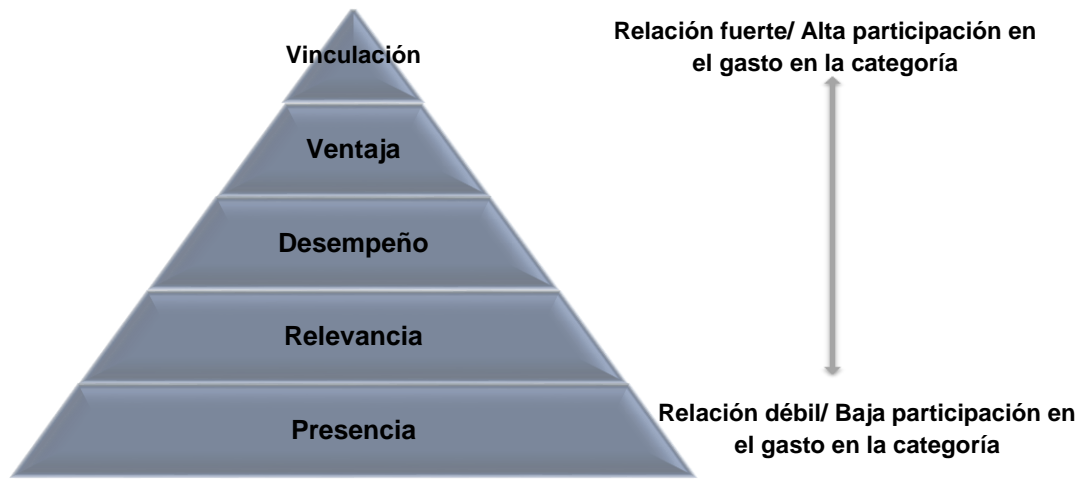 Vinculación
Ventaja
Desempeño
Relevancia
Presencia
Relación fuerte/ Alta participación en
el gasto en la categoría
Relación débil/ Baja participación en
el gasto en la categoría